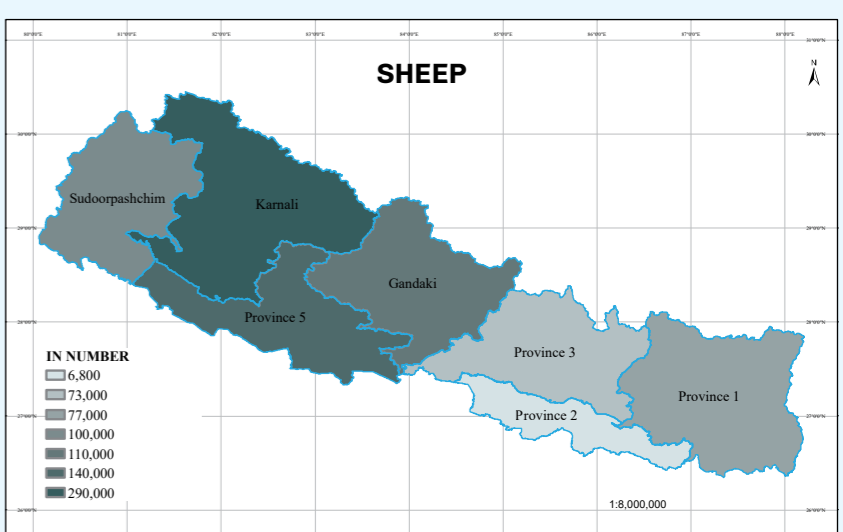 SHEEP
N
Sudoorpashchim
Karnali
Gandaki
Province 5
Province 3
Province 1
Province 2
IN NUMBER
6,800
73,000
77,000
100,000
110,000
140,000
290,000
1:8,000,000